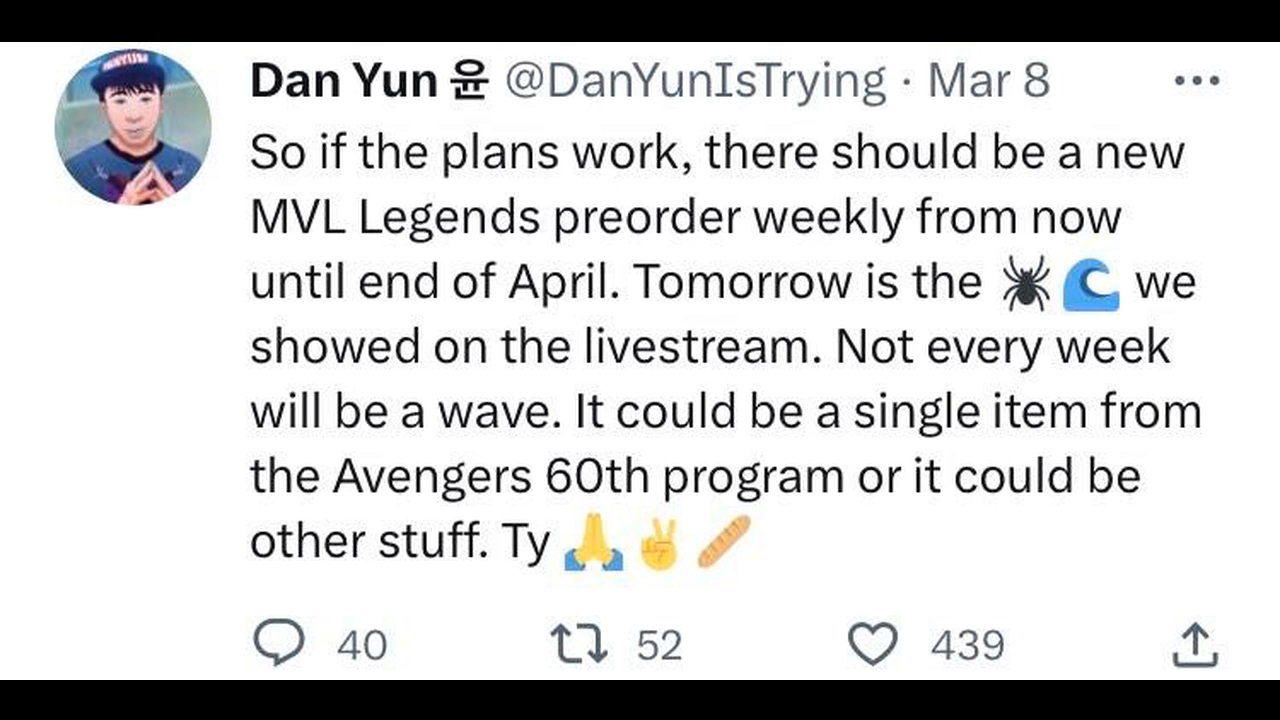 Dan Yun 윤 @DanYunIsTrying · Mar 8
So if the plans work, there should be a new
MVL Legends preorder weekly from now
until end of April. Tomorrow is the 🕷️🌊 we
showed on the livestream. Not every week
will be a wave. It could be a single item from
the Avengers 60th program or it could be
other stuff. Ty 🙏✌️🥖
40 52 439